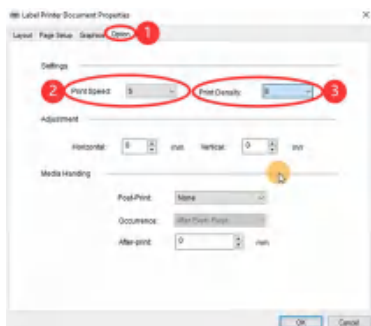 Label Printer Document Properties
Layout Page Setup Graphics Option 1
Settings
2 Print Speed: Print Density: 3
Adjustment
Horizontal: 0 mm Vertical: 0 mm
Media Handling
Post-Print: None
Occurrence: After Every Page
After-print: 0 mm
OK Cancel